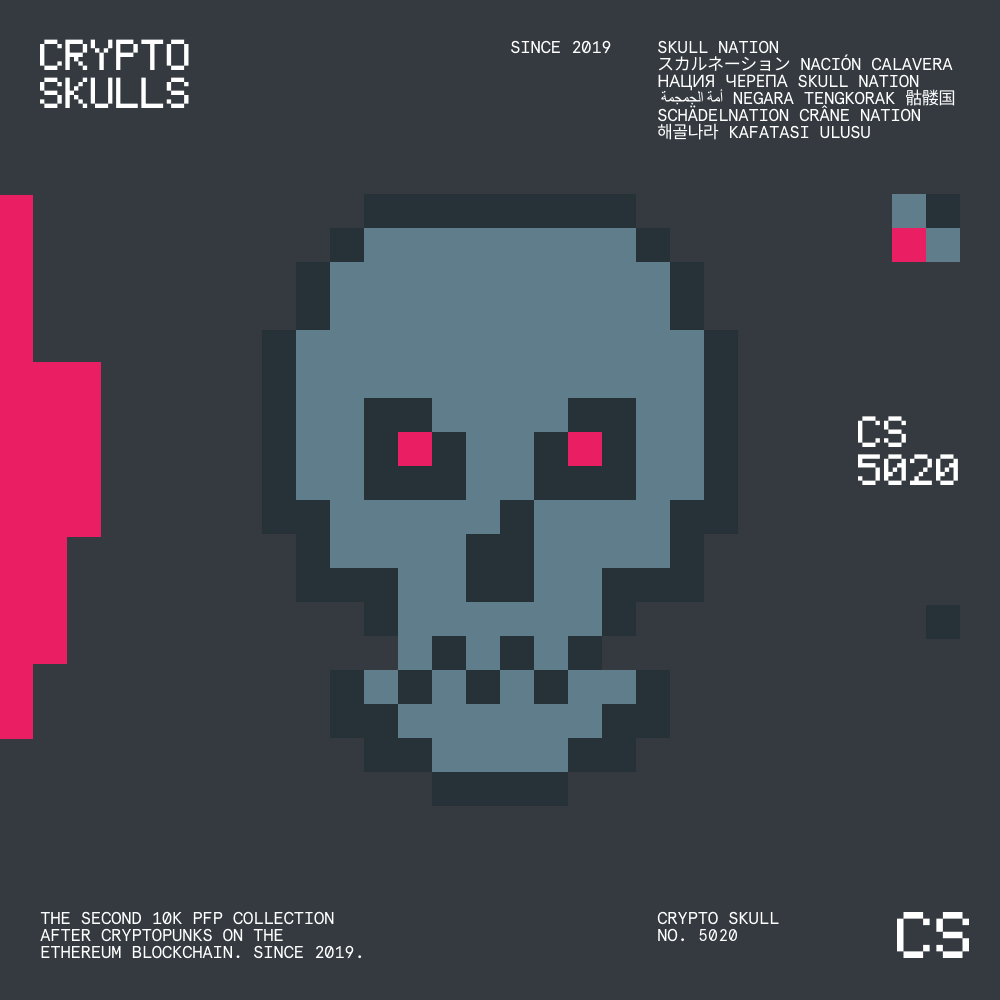 CRYPTO
SKULLS
SINCE 2019
SKULL NATION
スカルネーション NACIÓN CALAVERA
НАЦИЯ ЧЕРЕПА SKULL NATION
أمة الجمجمة NEGARA TENGKORAK 骷髅国
SCHÄDELNATION CRÂNE NATION
해골나라 KAFATASI ULUSU
CS
5020
THE SECOND 10K PFP COLLECTION
AFTER CRYPTOPUNKS ON THE
ETHEREUM BLOCKCHAIN. SINCE 2019.
CRYPTO SKULL
NO. 5020
CS